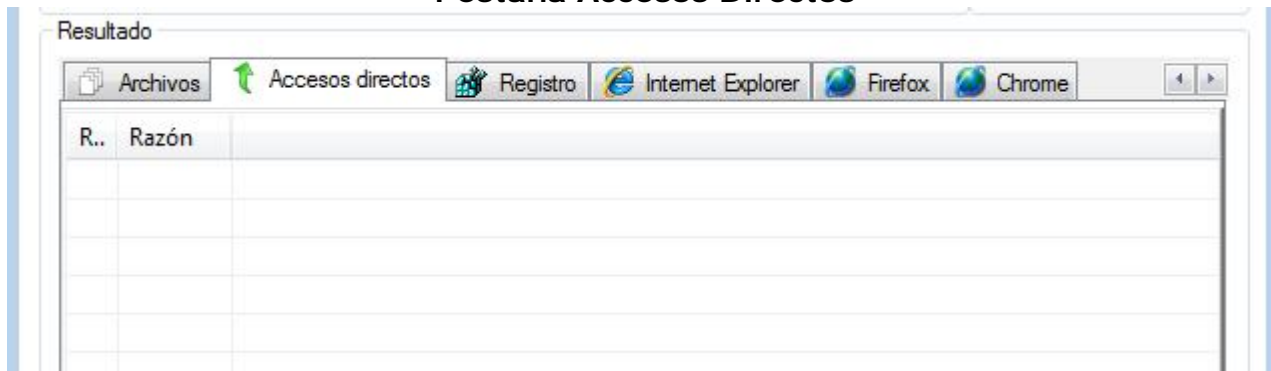 Resultado
Archivos Accesos directos Registro Internet Explorer Firefox Chrome
R.. Razón